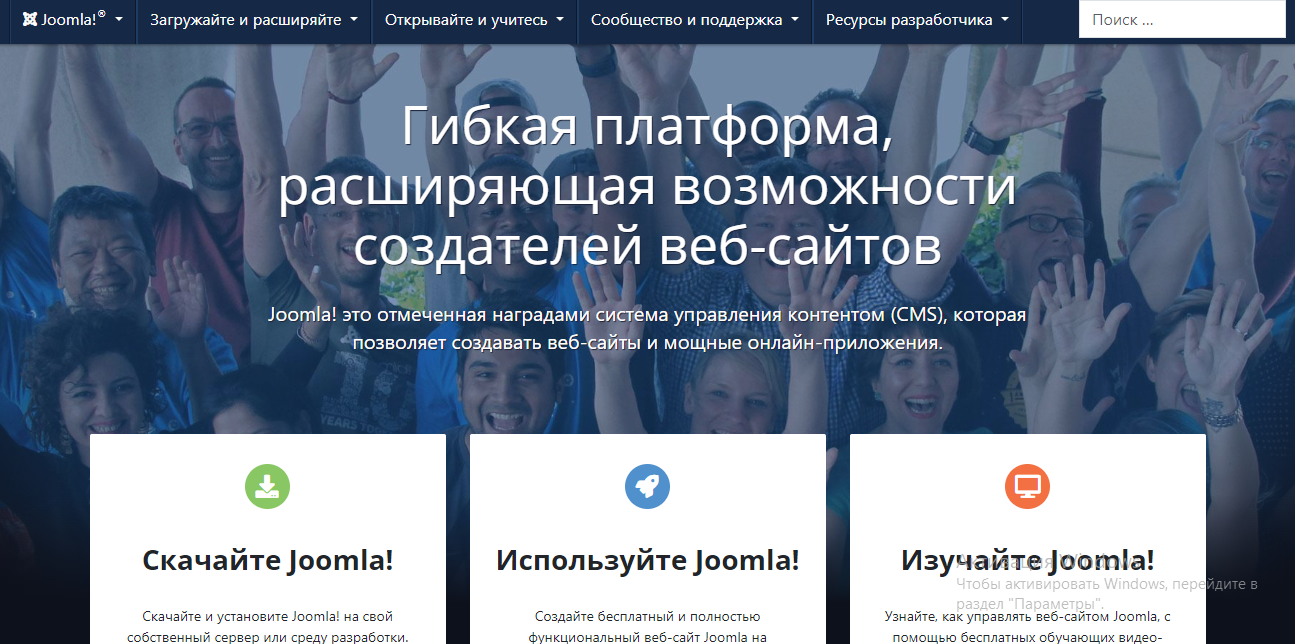 Joomla!®
Загружайте и расширяйте
Открывайте и учитесь
Сообщество и поддержка
Ресурсы разработчика
Поиск ...
Гибкая платформа,
расширяющая возможности
создателей веб-сайтов
Joomla! это отмеченная наградами система управления контентом (CMS), которая
позволяет создавать веб-сайты и мощные онлайн-приложения.
YEARS TO
Скачайте Joomla!
Скачайте и установите Joomla! на свой
собственный сервер или среду разработки.
Используйте Joomla!
Создайте бесплатный и полностью
функциональный веб-сайт Joomla на
Изучайте Joomla!
Узнайте, как управлять веб-сайтом Joomla, с
помощью бесплатных обучающих видео-
Активация Windows
Чтобы активировать Windows, перейдите в
раздел "Параметры".